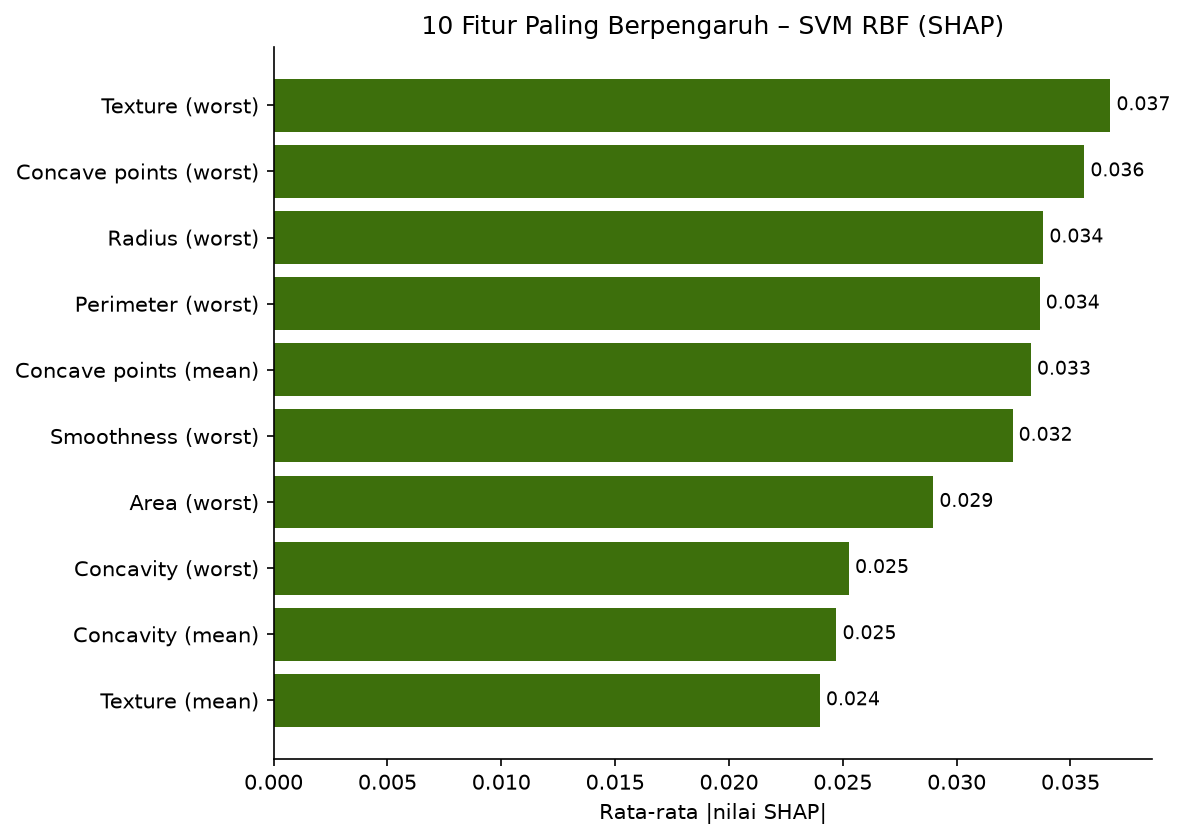 10 Fitur Paling Berpengaruh – SVM RBF (SHAP)
Texture (worst) 0.037
Concave points (worst) 0.036
Radius (worst) 0.034
Perimeter (worst) 0.034
Concave points (mean) 0.033
Smoothness (worst) 0.032
Area (worst) 0.029
Concavity (worst) 0.025
Concavity (mean) 0.025
Texture (mean) 0.024
0.000 0.005 0.010 0.015 0.020 0.025 0.030 0.035
Rata-rata |nilai SHAP|